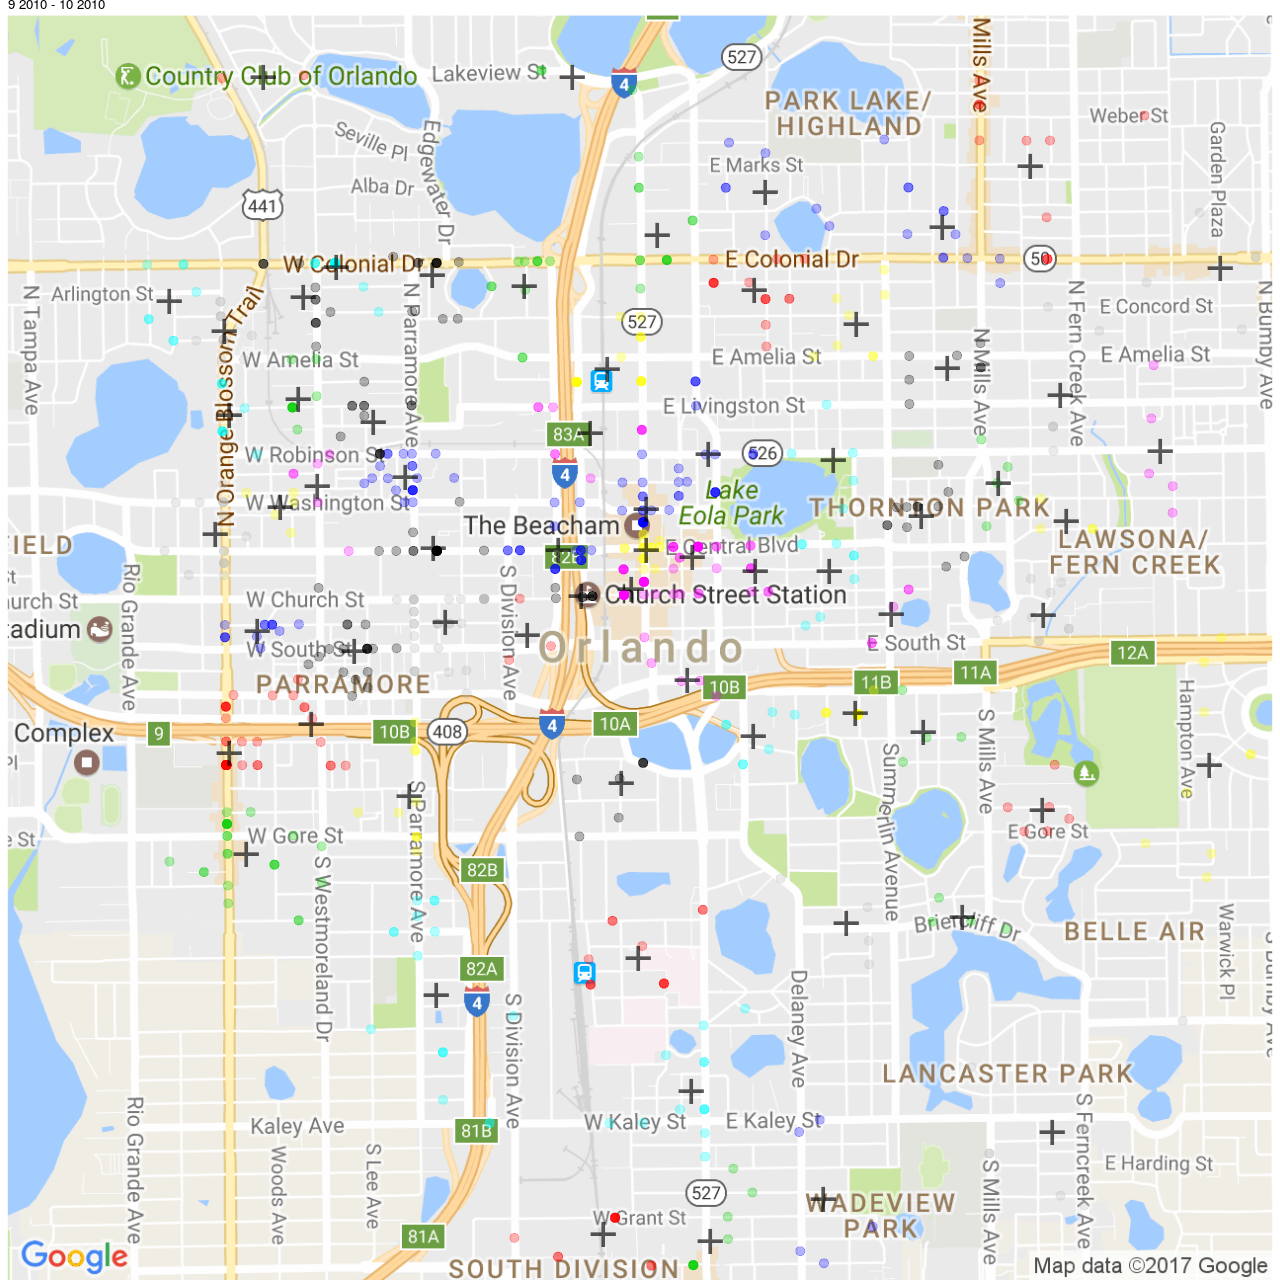 9 2010 - 10 2010
Country Club of Orlando
Lakeview St
4
527
Mills Ave
PARK LAKE/
HIGHLAND
Weber St
Seville Pl
Edgewater Dr
E Marks St
Garden Plaza
Alba Dr
441
W Colonial Dr
E Colonial Dr
50
Arlington St
N Tampa Ave
N Orange Blossom Trail
N Parramore Ave
527
N Mills Ave
N Fern Creek Ave
E Concord St
N Bumby Ave
W Amelia St
E Amelia St
E Amelia St
E Livingston St
83A
W Robinson St
526
4
W Washington St
Lake
Eola Park
THORNTON PARK
The Beacham
FIELD
82B
E Central Blvd
LAWSONA/
FERN CREEK
Rio Grande Ave
S Division Ave
hurch St
W Church St
Church Street Station
tadium
W South St
Orlando
E South St
12A
PARRAMORE
10B
11B
11A
Complex
9
10B
408
4
10A
S Mills Ave
Hampton Ave
Summerlin Avenue
S Parramore Ave
e St
W Gore St
E Gore St
S Westmoreland Dr
82B
Briercliff Dr
BELLE AIR
Warwick Pl
S Bumby Ave
82A
4
S Division Ave
Delaney Ave
LANCASTER PARK
Rio Grande Ave
Kaley Ave
81B
W Kaley St
E Kaley St
S Ferncreek Ave
Woods Ave
S Lee Ave
S Mills Ave
E Harding St
527
WADEVIEW
PARK
81A
W Grant St
Google
SOUTH DIVISION
Map data ©2017 Google